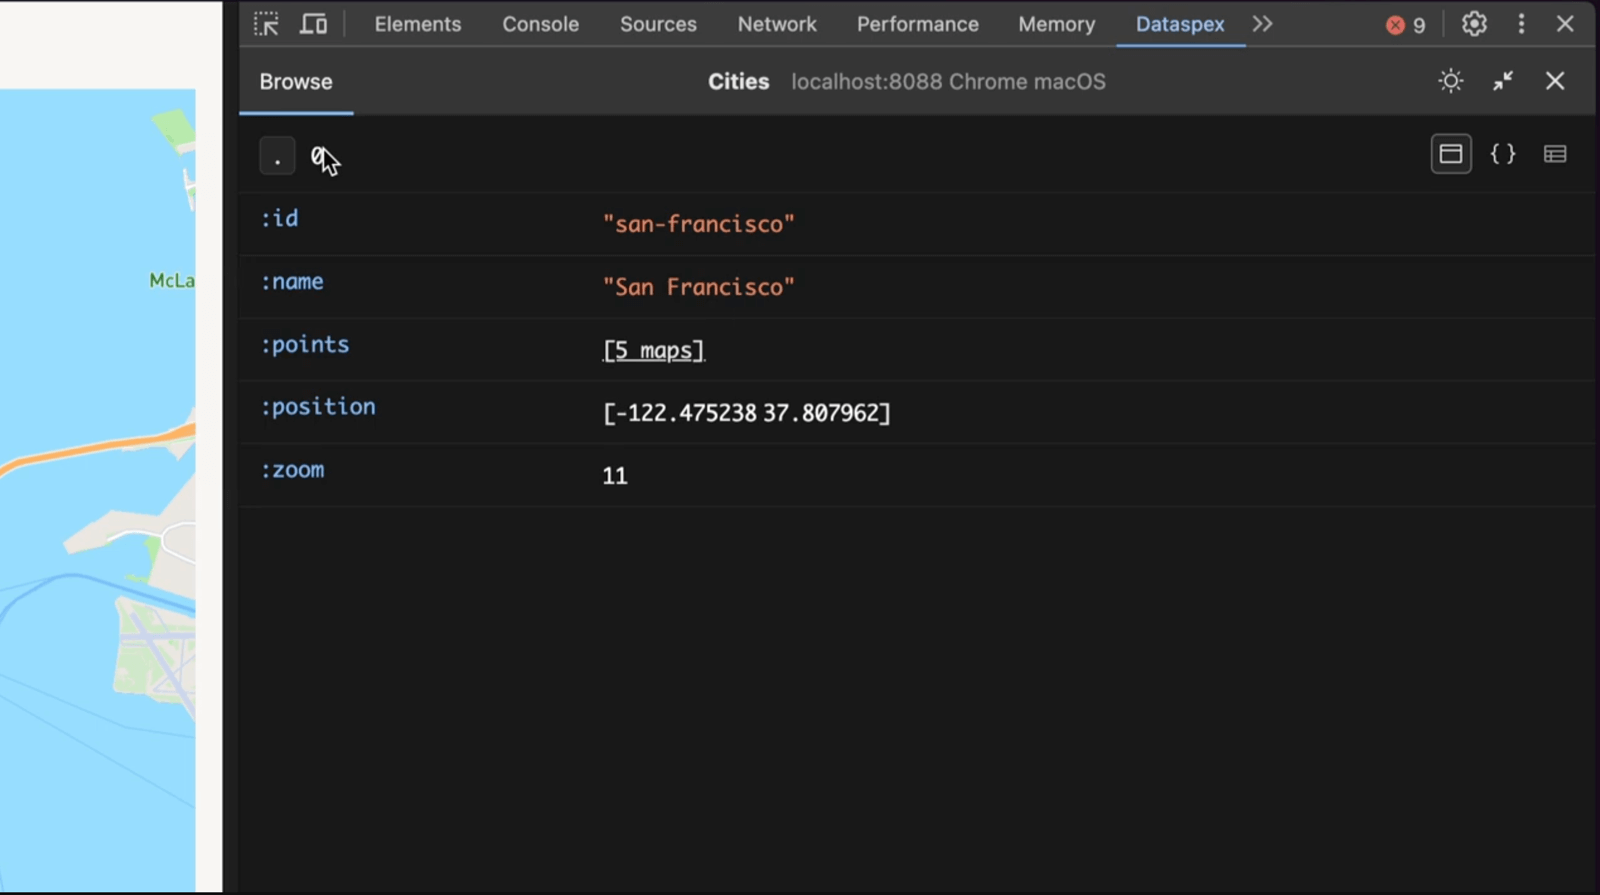 Elements Console Sources Network Performance Memory Dataspex 9
Browse Cities localhost:8088 Chrome macOS
. 0
:id "san-francisco"
McLa
:name "San Francisco"
:points [5 maps]
:position [-122.475238 37.807962]
:zoom 11